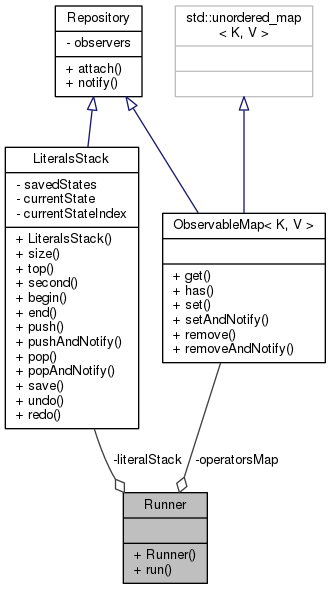 Repository
- observers
+ attach()
+ notify()
std::unordered_map
< K, V >
LiteralsStack
- savedStates
- currentState
- currentStateIndex
+ LiteralsStack()
+ size()
+ top()
+ second()
+ begin()
+ end()
+ push()
+ pushAndNotify()
+ pop()
+ popAndNotify()
+ save()
+ undo()
+ redo()
ObservableMap< K, V >
+ get()
+ has()
+ set()
+ setAndNotify()
+ remove()
+ removeAndNotify()
-literalStack
-operatorsMap
Runner
+ Runner()
+ run()